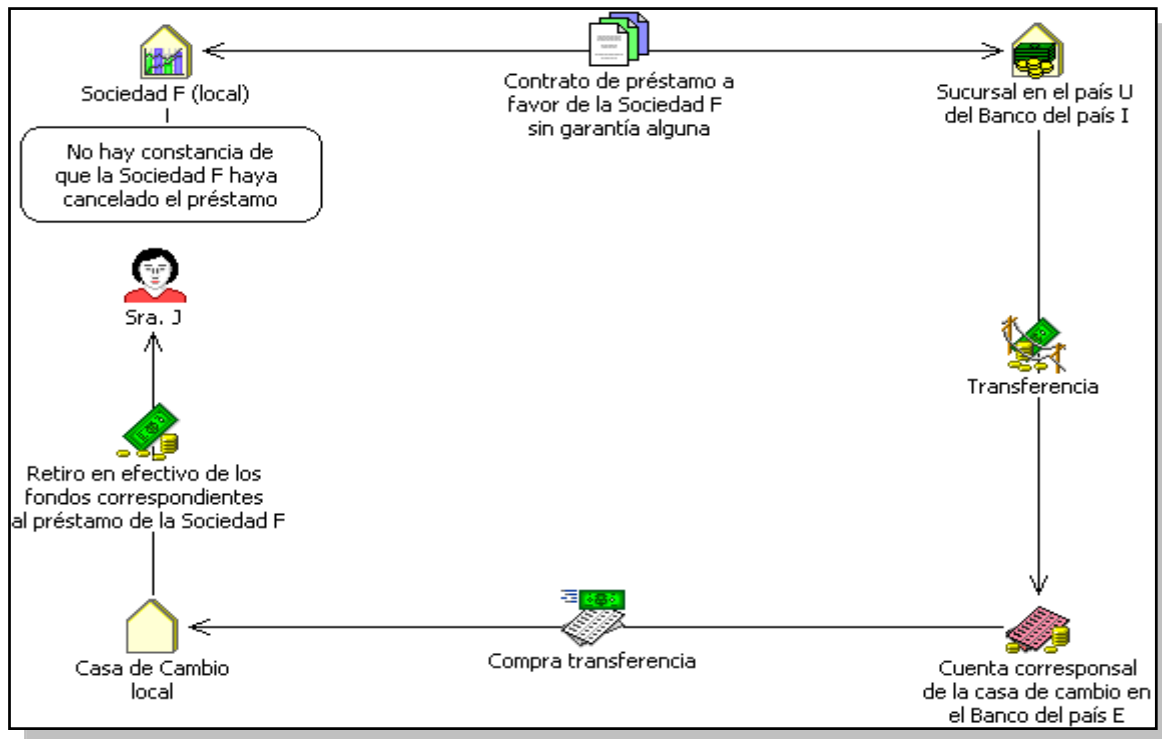 Sociedad F (local)
No hay constancia de
que la Sociedad F haya
cancelado el préstamo
Contrato de préstamo a
favor de la Sociedad F
sin garantía alguna
Sucursal en el país U
del Banco del país I
Sra. J
Transferencia
Retiro en efectivo de los
fondos correspondientes
al préstamo de la Sociedad F
Casa de Cambio
local
Compra transferencia
Cuenta corresponsal
de la casa de cambio en
el Banco del país E